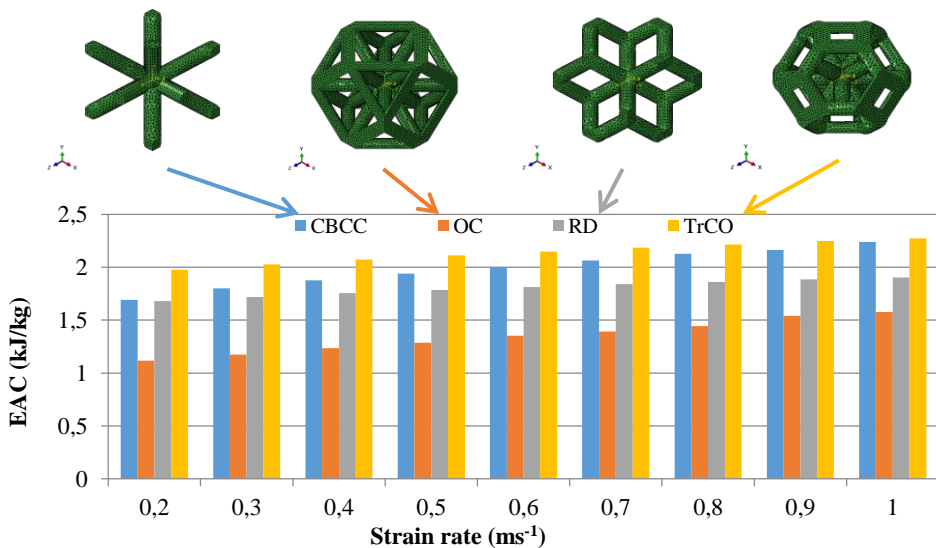 Y
Z X
Y
Z X
Y
Z X
Y
Z X
2,5
2
1,5
1
0,5
0
EAC (kJ/kg)
CBCC OC RD TrCO
0,2 0,3 0,4 0,5 0,6 0,7 0,8 0,9 1
Strain rate (ms⁻¹)